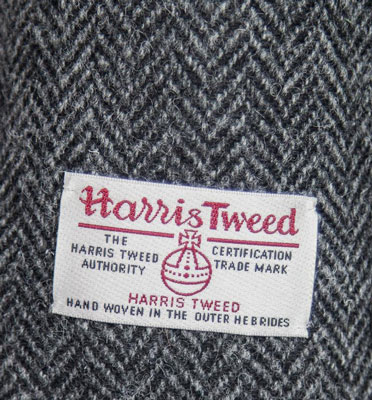 Harris Tweed
THE CERTIFICATION
HARRIS TWEED TRADE MARK
AUTHORITY
HARRIS TWEED
HAND WOVEN IN THE OUTER HEBRIDES